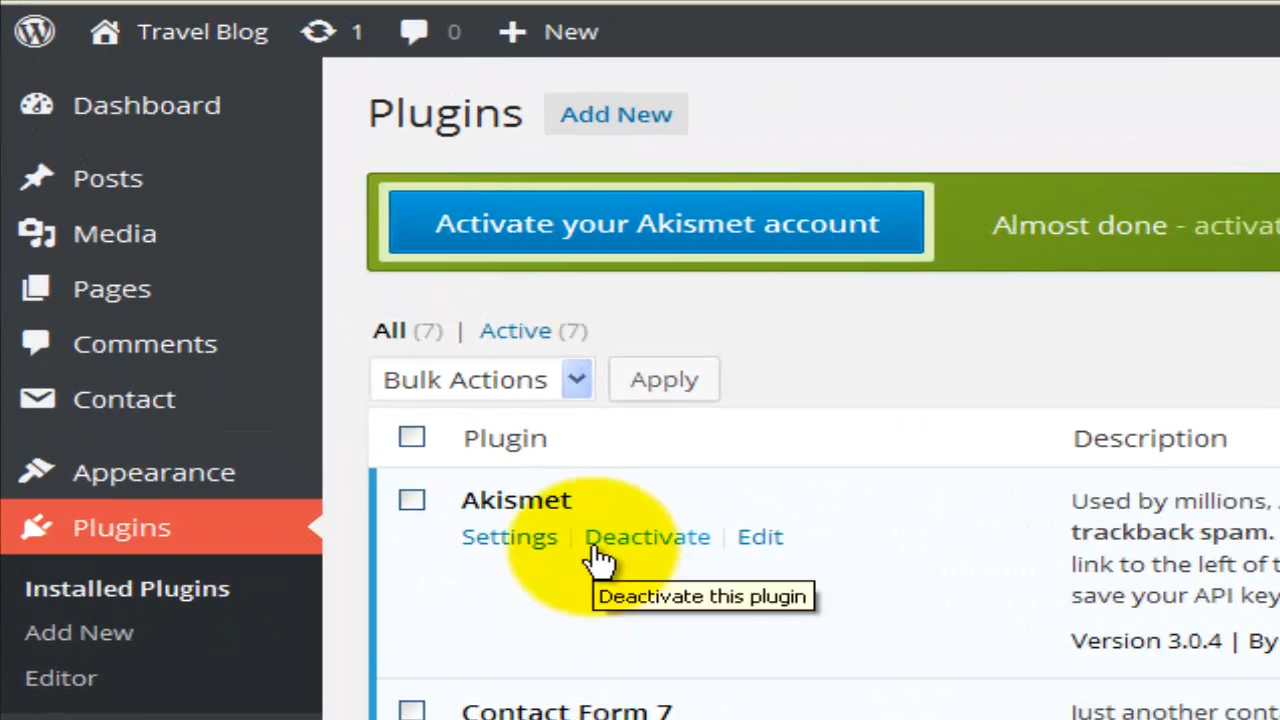 Travel Blog 1 0 New
Dashboard
Posts
Media
Pages
Comments
Contact
Appearance
Plugins
Installed Plugins
Add New
Editor
Plugins Add New
Activate your Akismet account
Almost done - activat
All (7) | Active (7)
Bulk Actions Apply
Plugin Description
Akismet
Settings | Deactivate | Edit
Deactivate this plugin
Used by millions,
trackback spam.
link to the left of t
save your API key
Version 3.0.4 | By
Contact Form 7
Just another cont